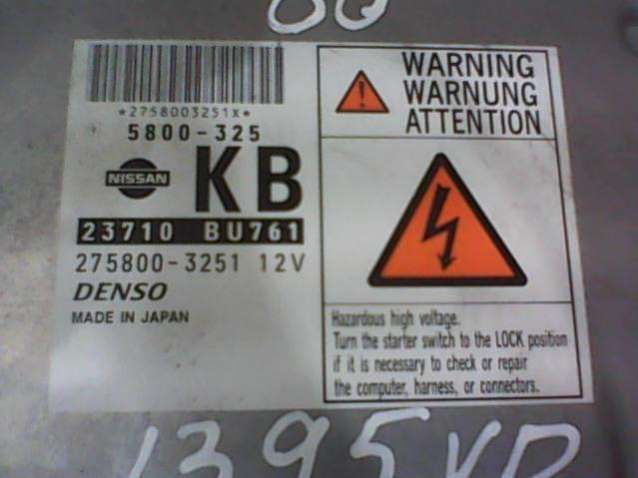 *2758003251X*
5800-325
NISSAN
KB
23710 BU761
275800-3251 12V
DENSO
MADE IN JAPAN
WARNING
WARNUNG
ATTENTION
Hazardous high voltage.
Turn the starter switch to the LOCK position
if it is necessary to check or repair
the computer, harness, or connectors.